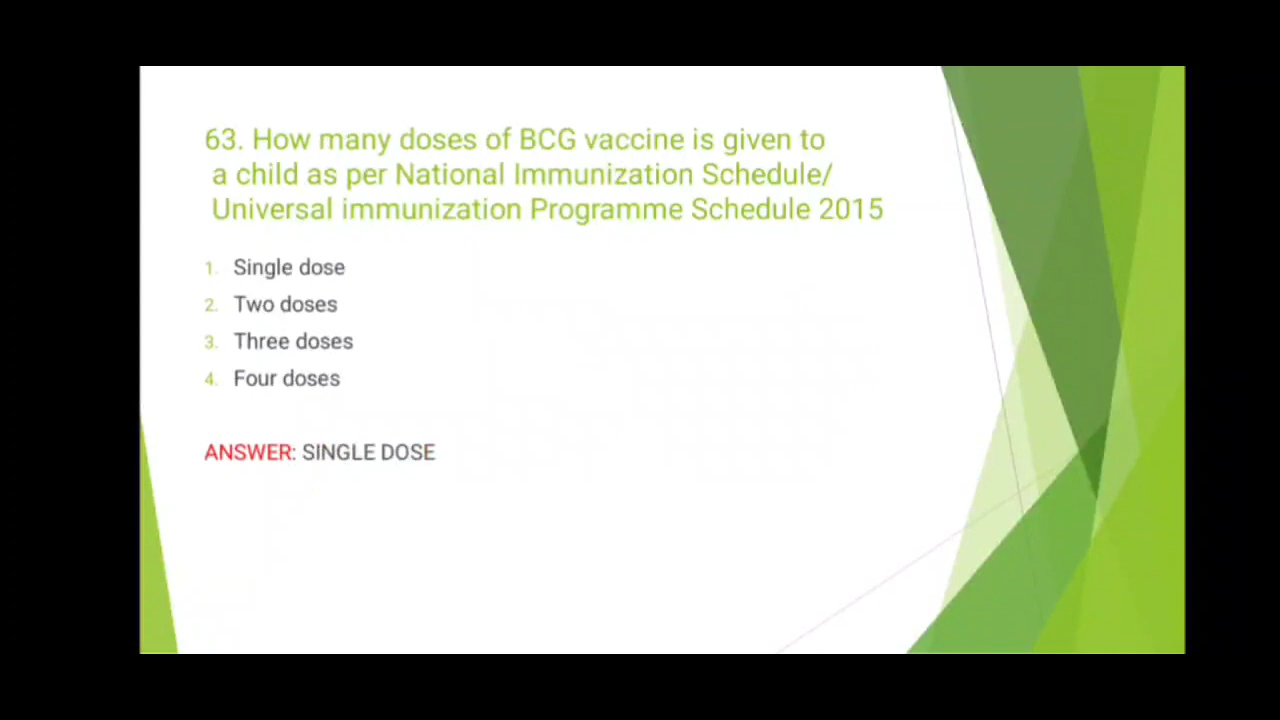 63. How many doses of BCG vaccine is given to
a child as per National Immunization Schedule/
Universal immunization Programme Schedule 2015
1. Single dose
2. Two doses
3. Three doses
4. Four doses
ANSWER: SINGLE DOSE